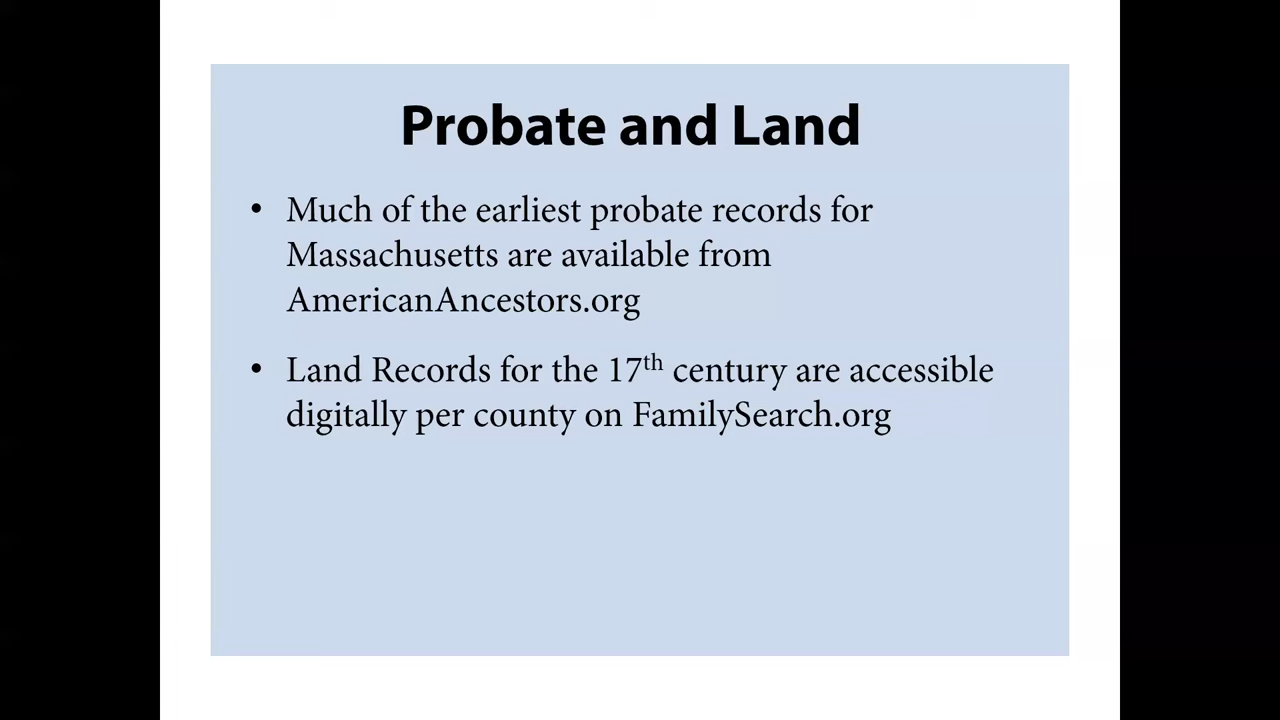 Probate and Land
• Much of the earliest probate records for
Massachusetts are available from
AmericanAncestors.org
• Land Records for the 17th century are accessible
digitally per county on FamilySearch.org